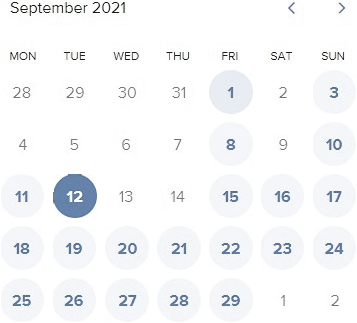 September 2021
MON TUE WED THU FRI SAT SUN
28 29 30 31 1 2 3
4 5 6 7 8 9 10
11 12 13 14 15 16 17
18 19 20 21 22 23 24
25 26 27 28 29 1 2